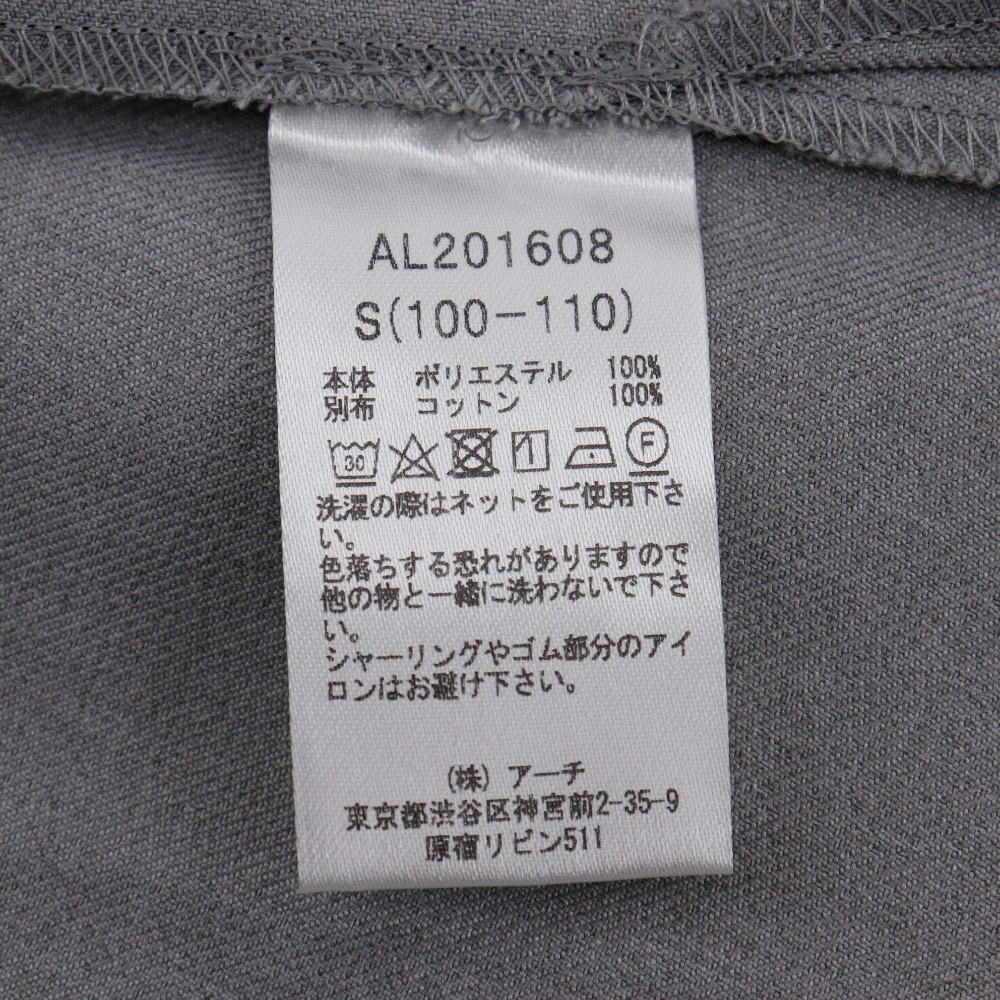 AL201608
S(100-110)
本体 ポリエステル 100%
別布 コットン 100%
30 F
洗濯の際はネットをご使用下さ
い。
色落ちする恐れがありますので
他の物と一緒に洗わないで下さ
い。
シャーリングやゴム部分のアイ
ロンはお避け下さい。
(株) アーチ
東京都渋谷区神宮前2-35-9
原宿リビン511